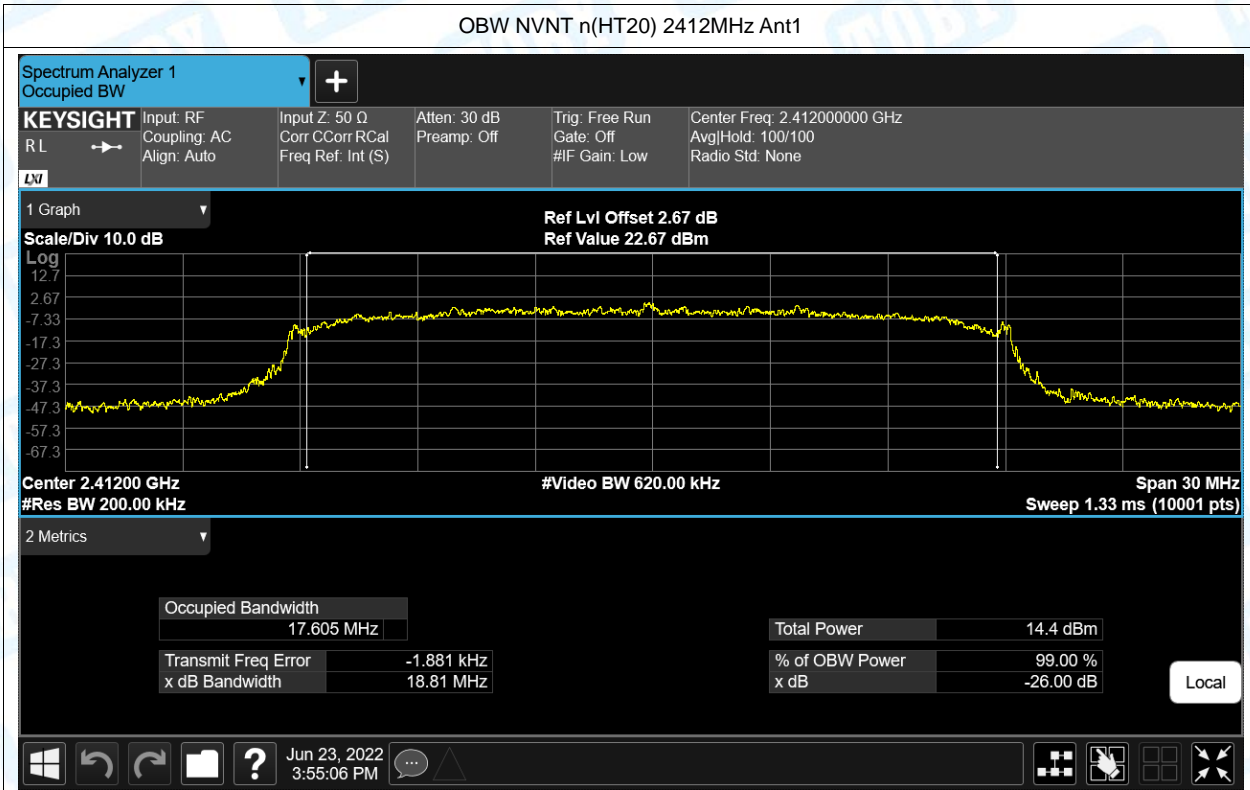 OBW NVNT n(HT20) 2412MHz Ant1
Spectrum Analyzer 1
Occupied BW
KEYSIGHT
RL
LXI
Input: RF
Coupling: AC
Align: Auto
Input Z: 50 Ω
Corr CCorr RCal
Freq Ref: Int (S)
Atten: 30 dB
Preamp: Off
Trig: Free Run
Gate: Off
#IF Gain: Low
Center Freq: 2.412000000 GHz
Avg|Hold: 100/100
Radio Std: None
1 Graph
Scale/Div 10.0 dB
Ref Lvl Offset 2.67 dB
Ref Value 22.67 dBm
Log
12.7
2.67
-7.33
-17.3
-27.3
-37.3
-47.3
-57.3
-67.3
Center 2.41200 GHz
#Res BW 200.00 kHz
#Video BW 620.00 kHz
Span 30 MHz
Sweep 1.33 ms (10001 pts)
2 Metrics
Occupied Bandwidth
17.605 MHz
Transmit Freq Error -1.881 kHz
x dB Bandwidth 18.81 MHz
Total Power 14.4 dBm
% of OBW Power 99.00 %
x dB -26.00 dB
Local
Jun 23, 2022
3:55:06 PM